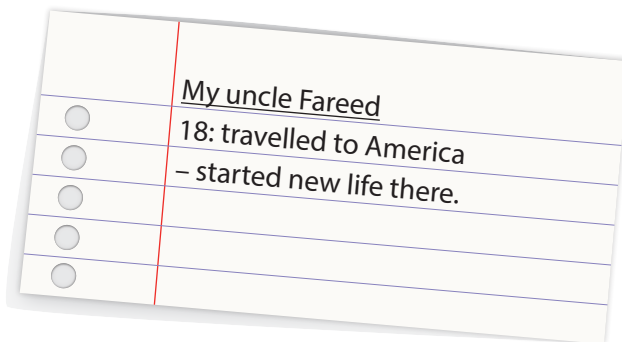 My uncle Fareed
18: travelled to America
– started new life there.